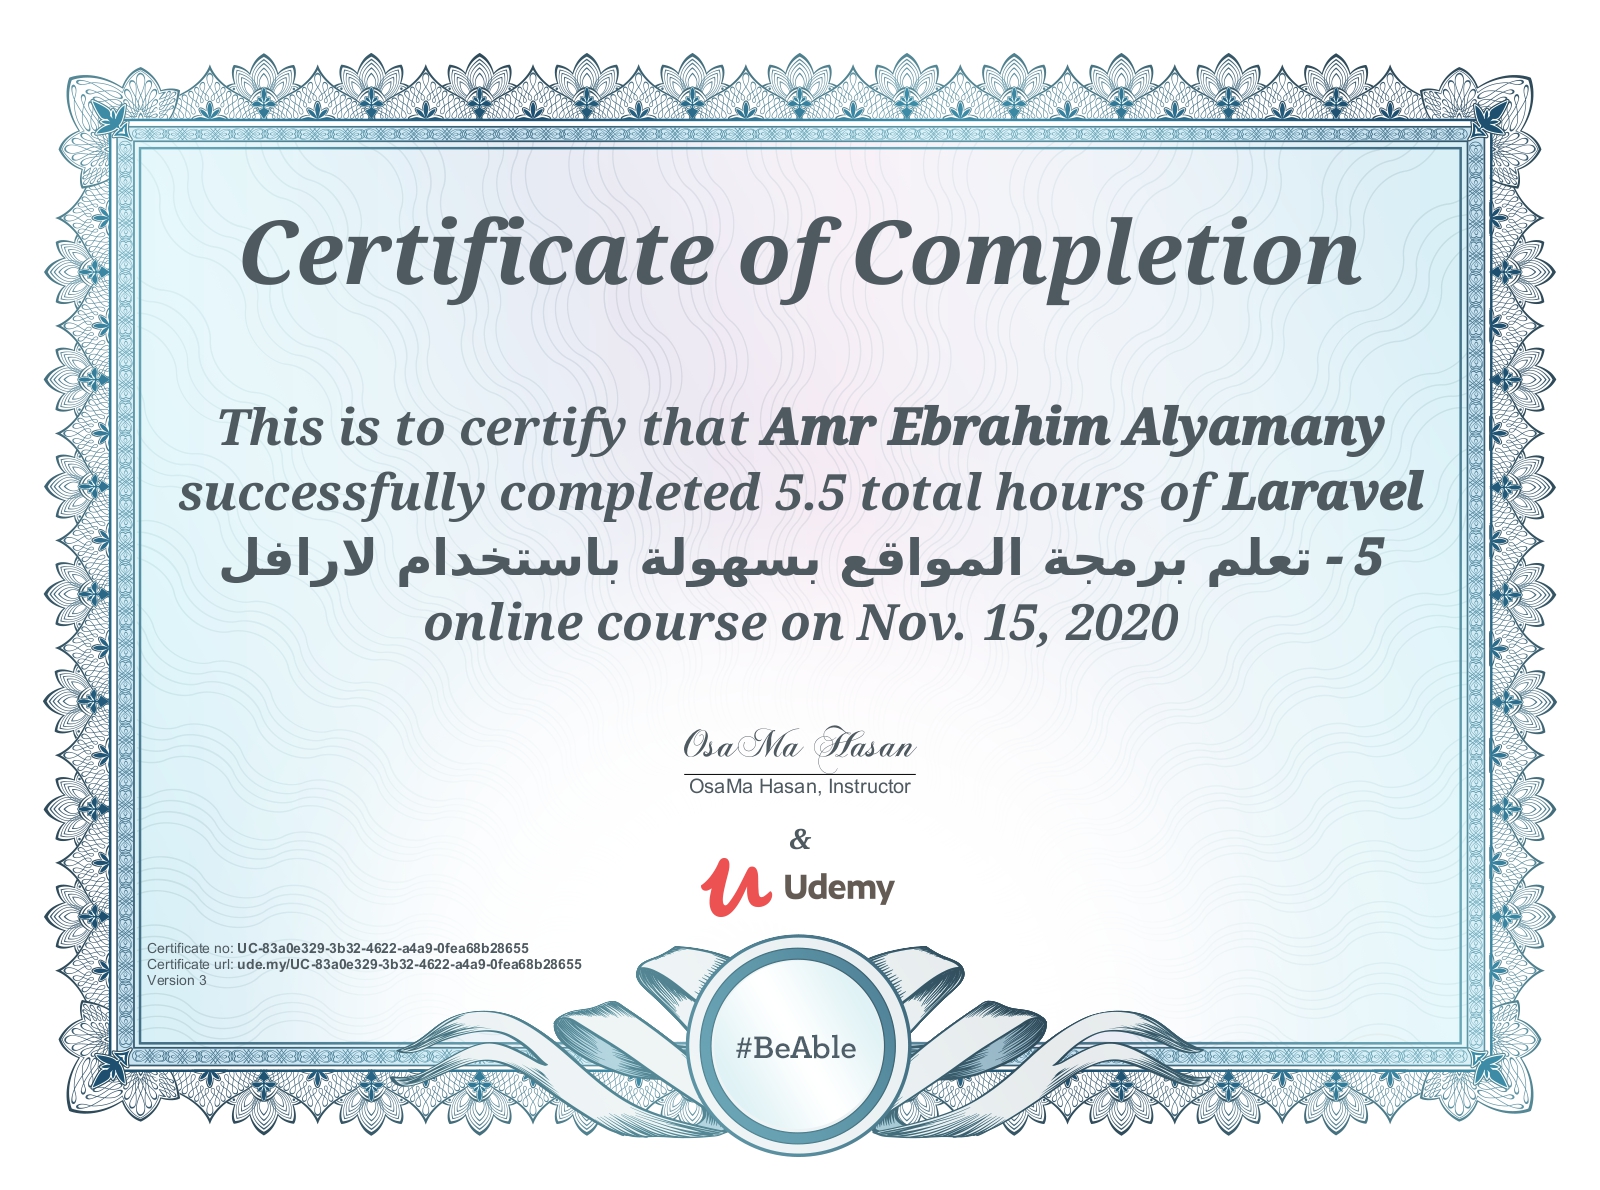 Certificate of Completion
This is to certify that Amr Ebrahim Alyamany
successfully completed 5.5 total hours of Laravel
5 - تعلم برمجة المواقع بسهولة باستخدام لارافل
online course on Nov. 15, 2020
OsaMa Hasan
OsaMa Hasan, Instructor
&
Udemy
Certificate no: UC-83a0e329-3b32-4622-a4a9-0fea68b28655
Certificate url: ude.my/UC-83a0e329-3b32-4622-a4a9-0fea68b28655
Version 3
#BeAble